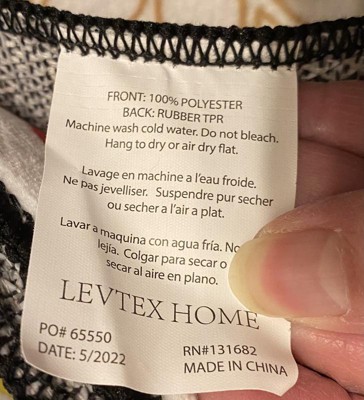 FRONT: 100% POLYESTER
BACK: RUBBER TPR
Machine wash cold water. Do not bleach.
Hang to dry or air dry flat.
Lavage en machine a l'eau froide.
Ne pas jevelliser. Suspendre pur secher
ou secher a l'air a plat.
Lavar a maquina con agua fría. No
lejía. Colgar para secar o
secar al aire en plano.
LEVTEX HOME
PO# 65550
DATE: 5/2022
RN#131682
MADE IN CHINA